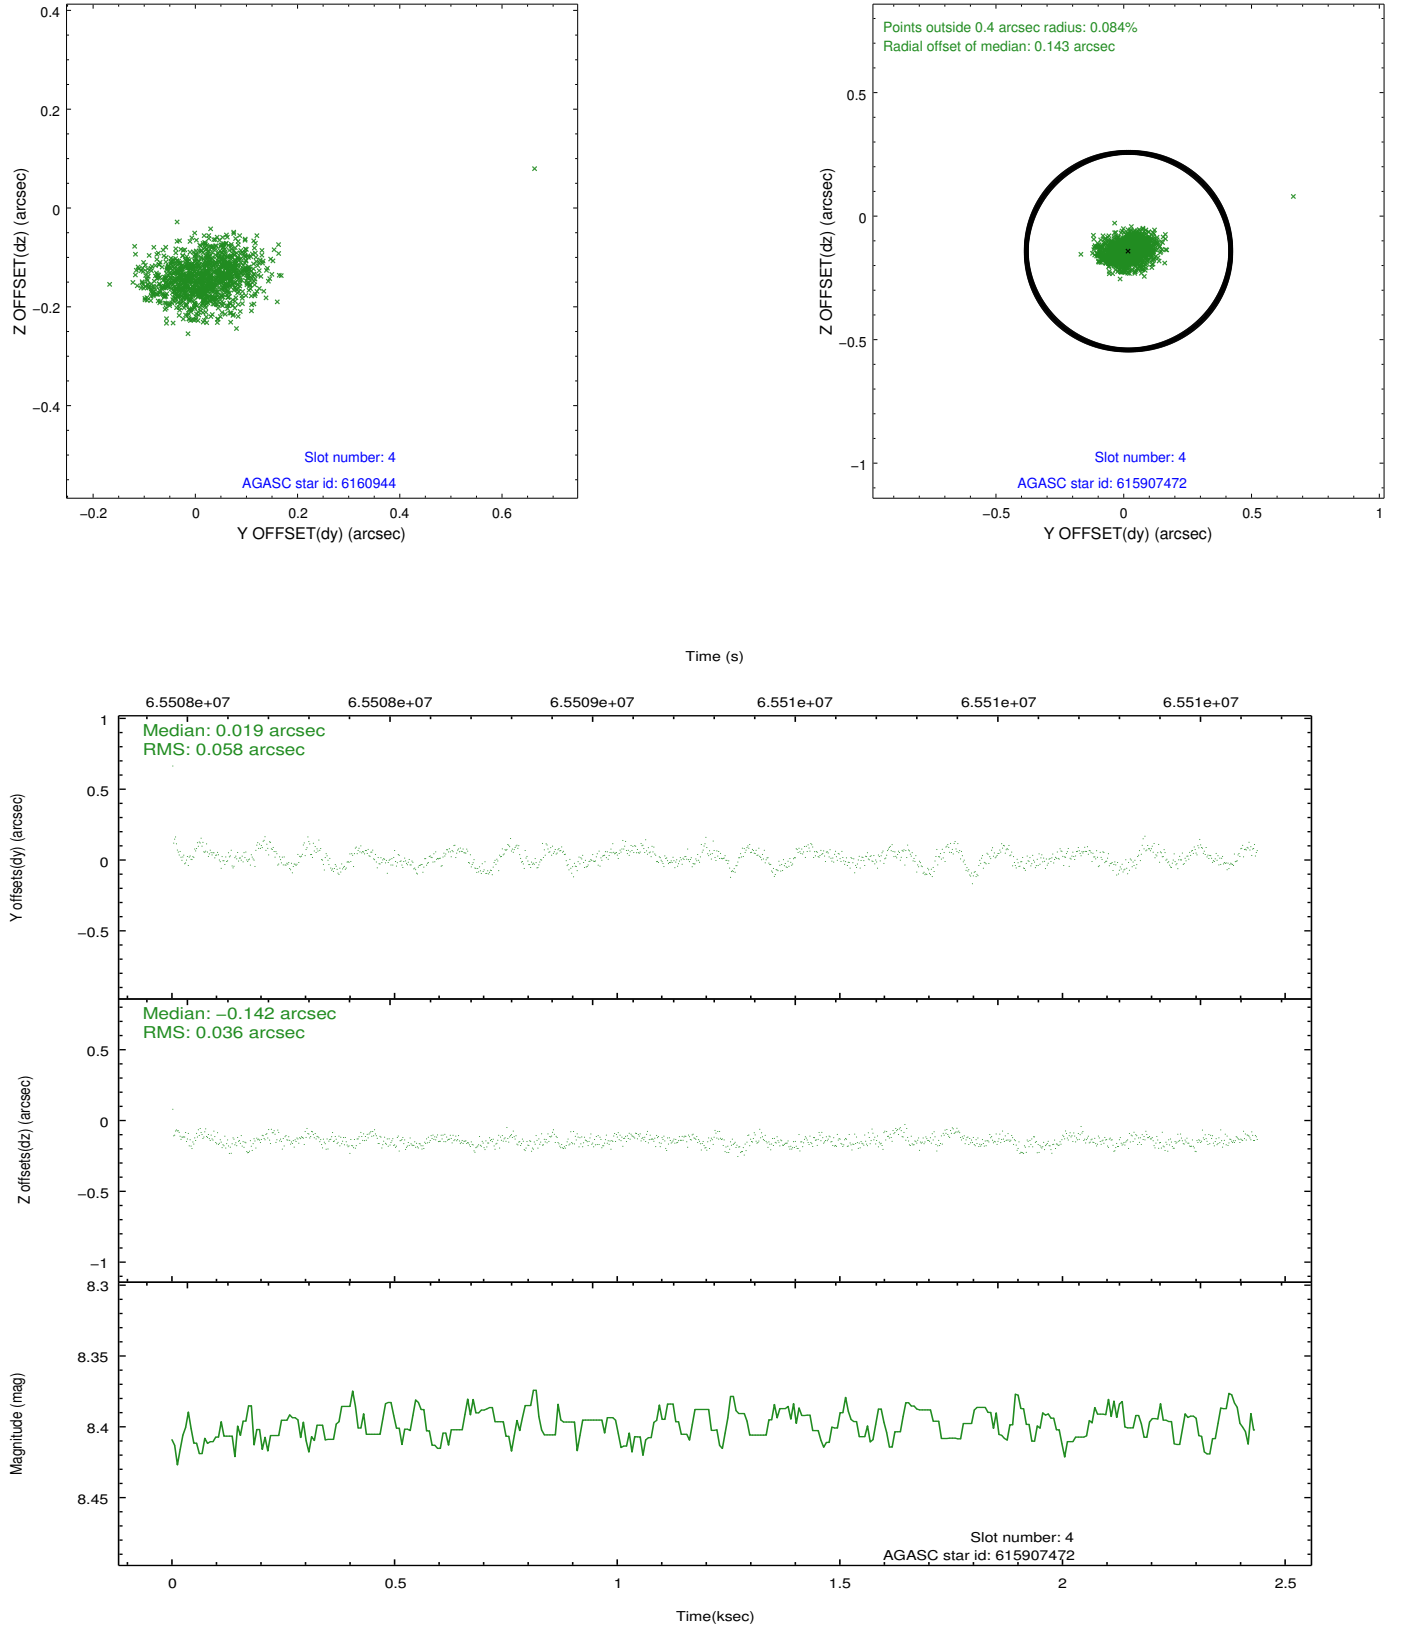 0.4
0.2
0
−0.2
−0.4
Z OFFSET(dz) (arcsec)
Slot number: 4
AGASC star id: 6160944
−0.2 0 0.2 0.4 0.6
Y OFFSET(dy) (arcsec)
Points outside 0.4 arcsec radius: 0.084%
Radial offset of median: 0.143 arcsec
0.5
0
−0.5
−1
Z OFFSET(dz) (arcsec)
Slot number: 4
AGASC star id: 615907472
−0.5 0 0.5 1
Y OFFSET(dy) (arcsec)
Time (s)
6.5508e+07 6.5508e+07 6.5509e+07 6.551e+07 6.551e+07 6.551e+07
Median: 0.019 arcsec
RMS: 0.058 arcsec
1
0.5
0
−0.5
Y offsets(dy) (arcsec)
Median: −0.142 arcsec
RMS: 0.036 arcsec
0.5
0
−0.5
−1
Z offsets(dz) (arcsec)
8.3
8.35
8.4
8.45
Magnitude (mag)
Slot number: 4
AGASC star id: 615907472
0 0.5 1 1.5 2 2.5
Time(ksec)